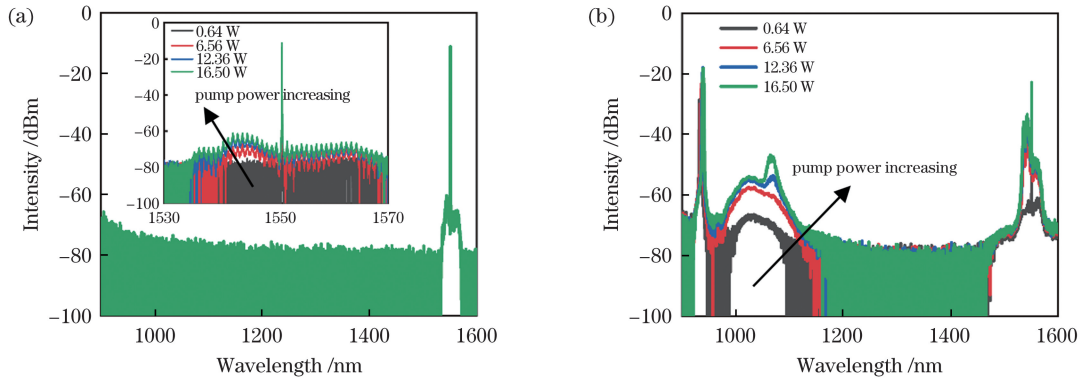 (a)
0
−20
−40
−60
−80
−100
Intensity /dBm
1000 1200 1400 1600
Wavelength /nm
0
−20
−40
−60
−80
−100
1530 1550 1570
0.64 W
6.56 W
12.36 W
16.50 W
pump power increasing
(b)
0
−20
−40
−60
−80
−100
Intensity /dBm
1000 1200 1400 1600
Wavelength /nm
0.64 W
6.56 W
12.36 W
16.50 W
pump power increasing